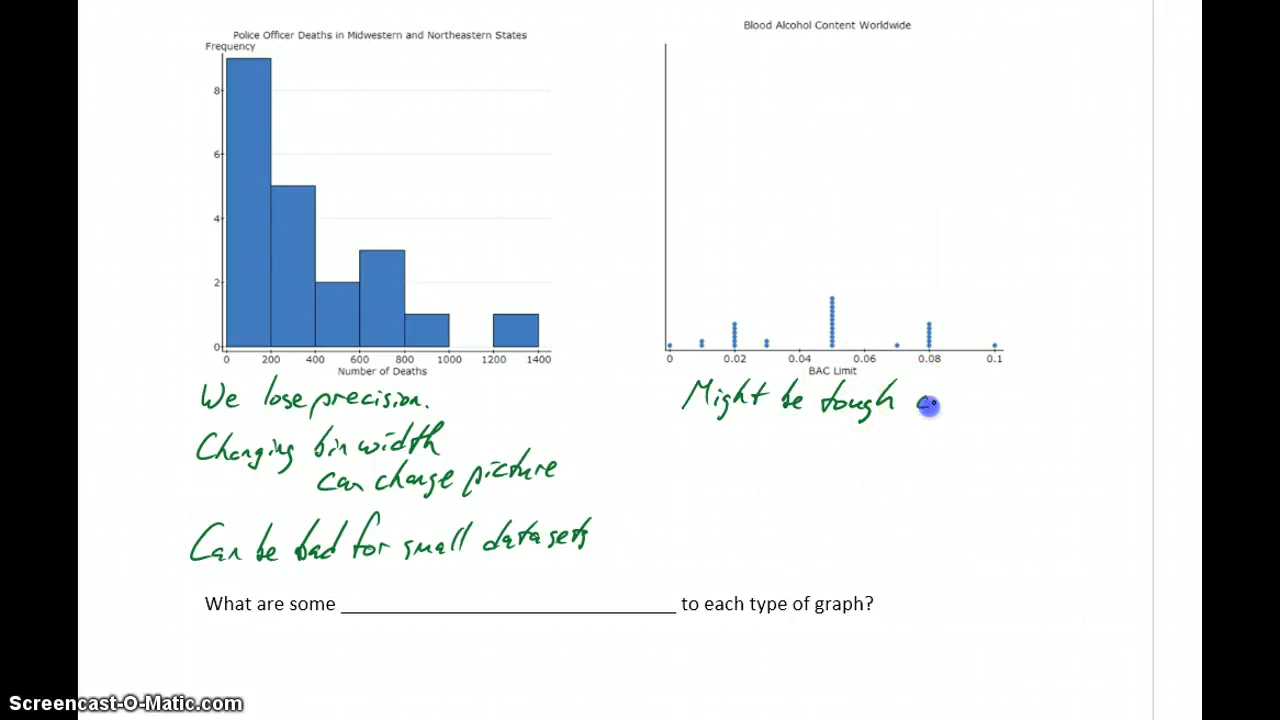 Police Officer Deaths in Midwestern and Northeastern States
Frequency
8
6
4
2
0
0 200 400 600 800 1000 1200 1400
Number of Deaths
Blood Alcohol Content Worldwide
0 0.02 0.04 0.06 0.08 0.1
BAC Limit
We lose precision.
Changing bin width
can change picture
Can be bad for small datasets
Might be tough
What are some ______________________________ to each type of graph?
Screencast-O-Matic.com